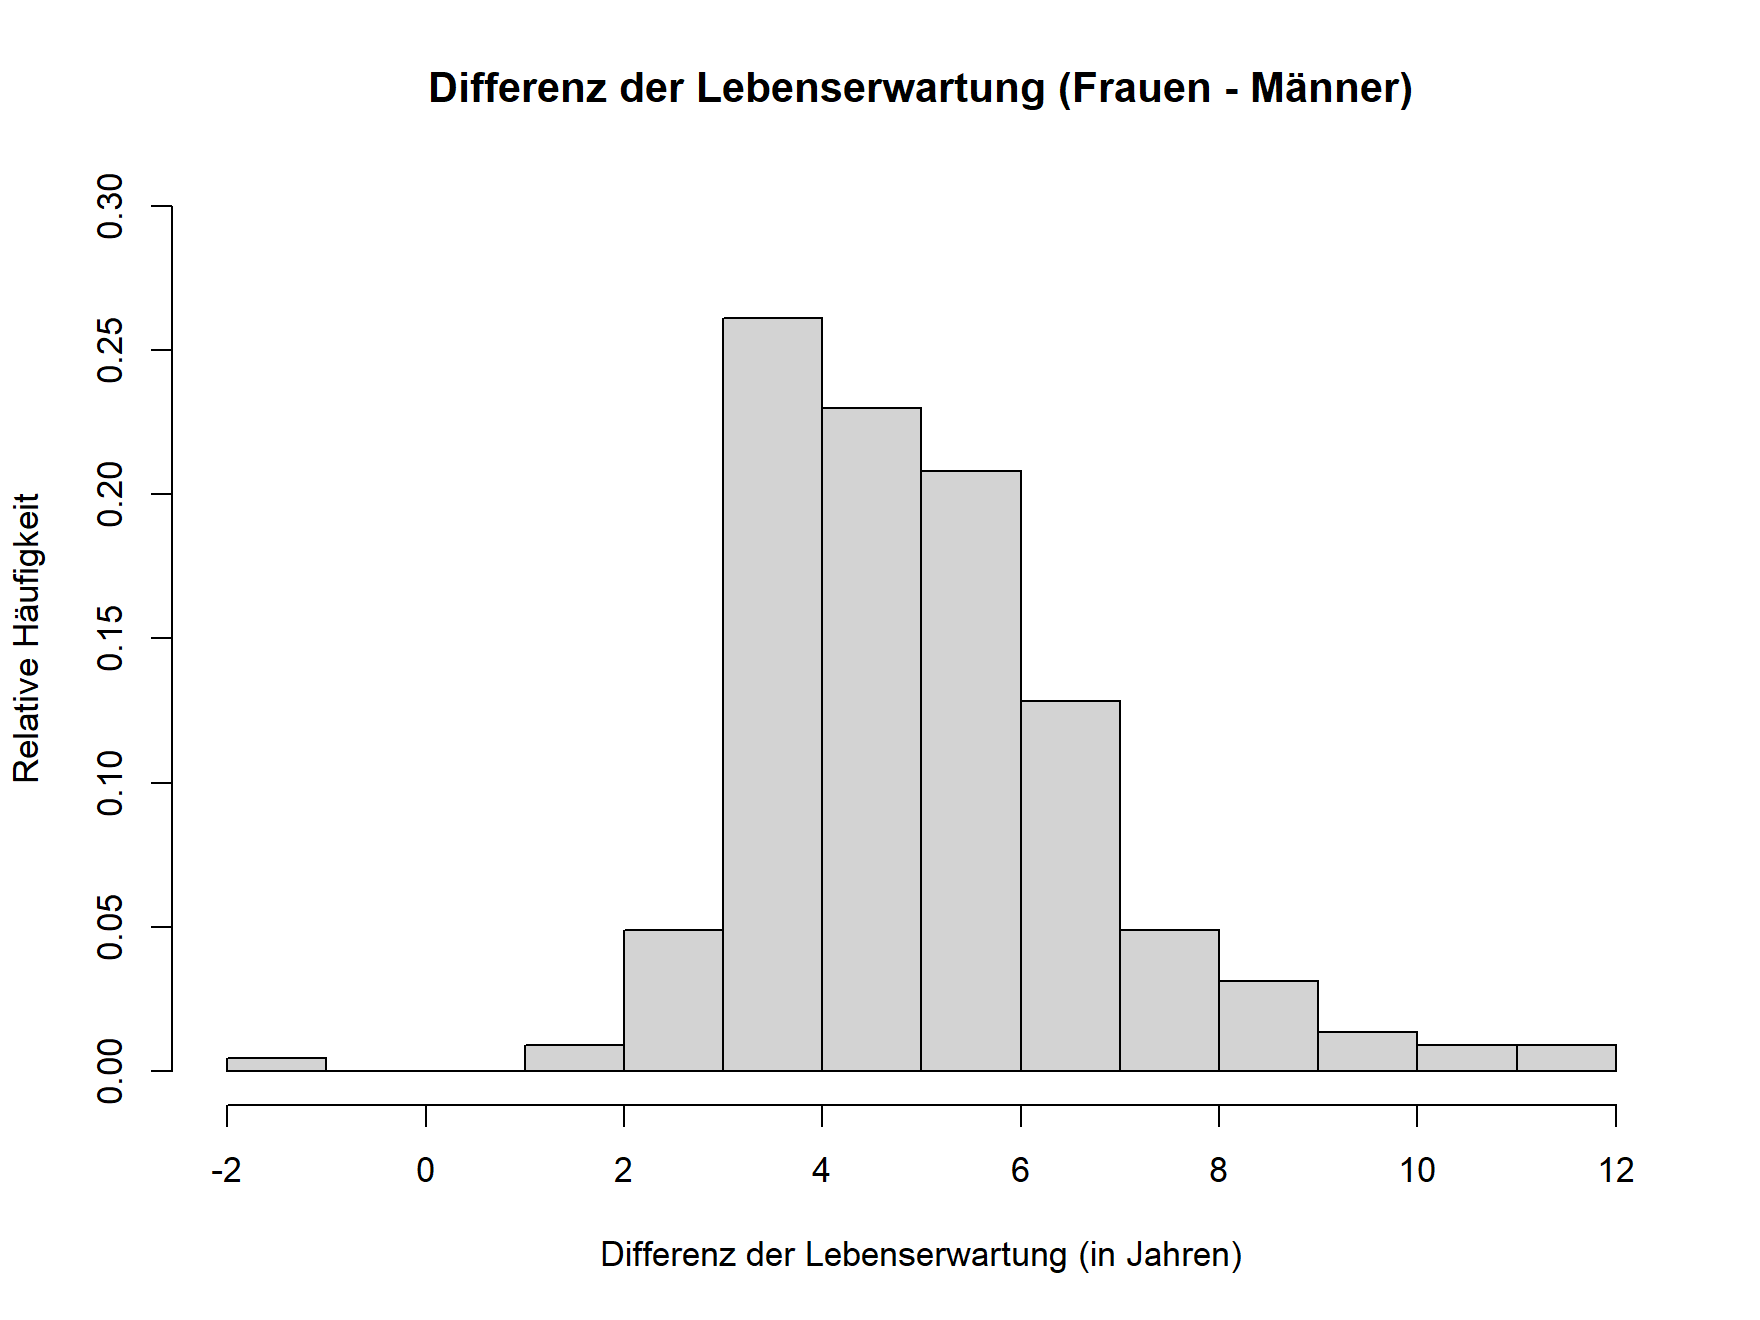 Differenz der Lebenserwartung (Frauen - Männer)
0.30
0.25
0.20
0.15
0.10
0.05
0.00
Relative Häufigkeit
-2 0 2 4 6 8 10 12
Differenz der Lebenserwartung (in Jahren)